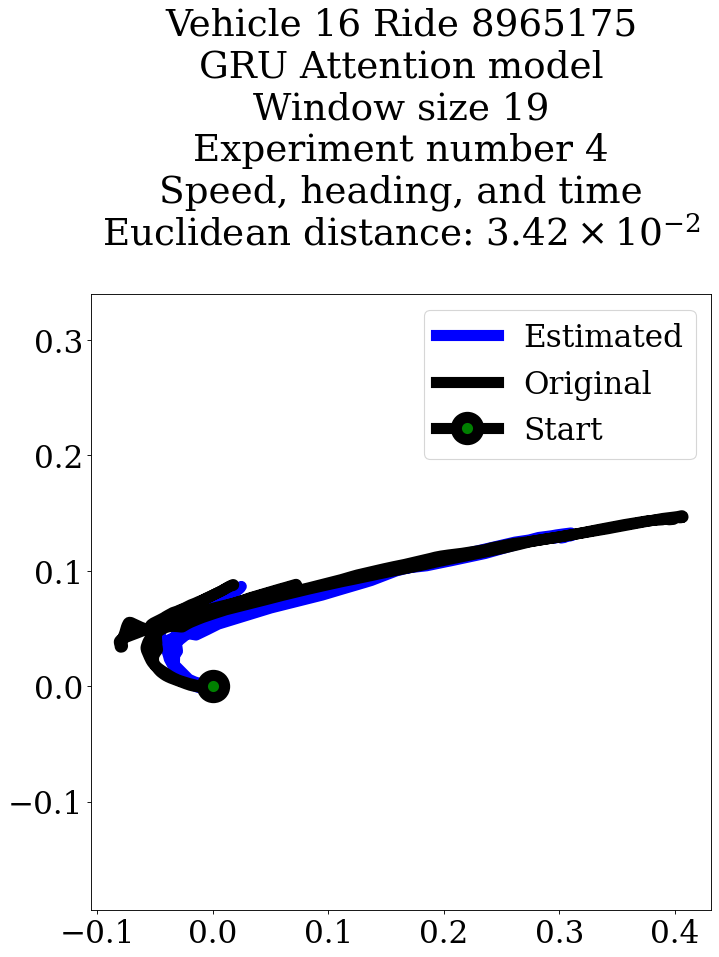 Vehicle 16 Ride 8965175
GRU Attention model
Window size 19
Experiment number 4
Speed, heading, and time
Euclidean distance: 3.42 × 10⁻²
Estimated
Original
Start
0.3
0.2
0.1
0.0
−0.1
−0.1
0.0
0.1
0.2
0.3
0.4